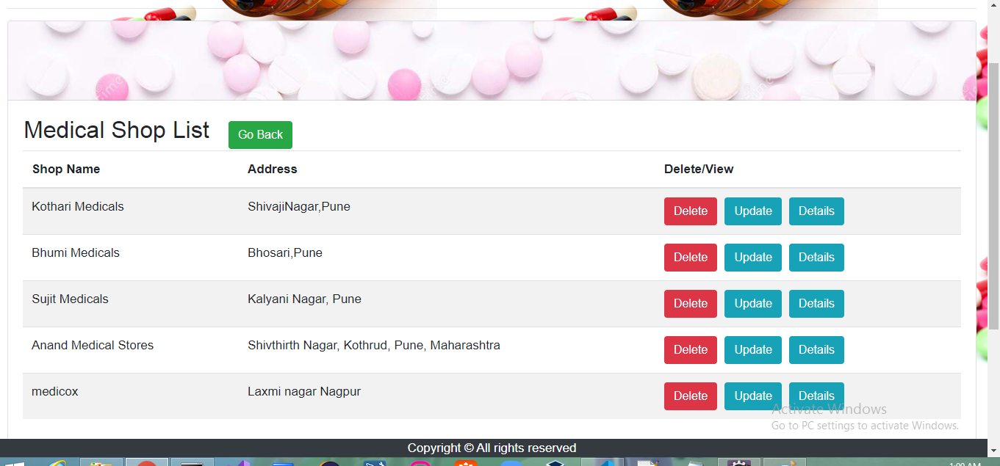 Medical Shop List Go Back
Shop Name Address Delete/View
Kothari Medicals ShivajiNagar,Pune Delete Update Details
Bhumi Medicals Bhosari,Pune Delete Update Details
Sujit Medicals Kalyani Nagar, Pune Delete Update Details
Anand Medical Stores Shivthirth Nagar, Kothrud, Pune, Maharashtra Delete Update Details
medicox Laxmi nagar Nagpur Delete Update Details
Activate Windows
Go to PC settings to activate Windows.
Copyright © All rights reserved